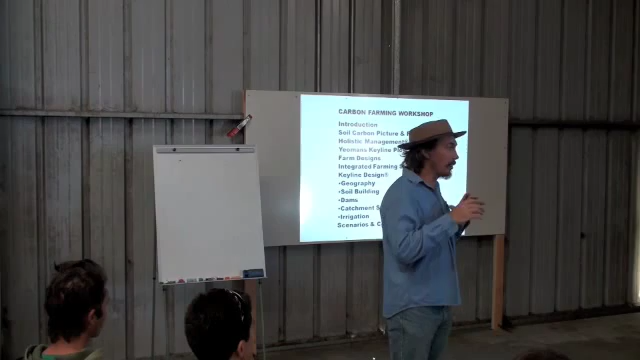 CARBON FARMING WORKSHOP
Introduction
Soil Carbon Picture &
Holistic Management
Yeomans Keyline
Farm Designs
Integrated Farming
Keyline Design®
•Geography
•Soil Building
•Dams
•Catchment
•Irrigation
Scenarios &